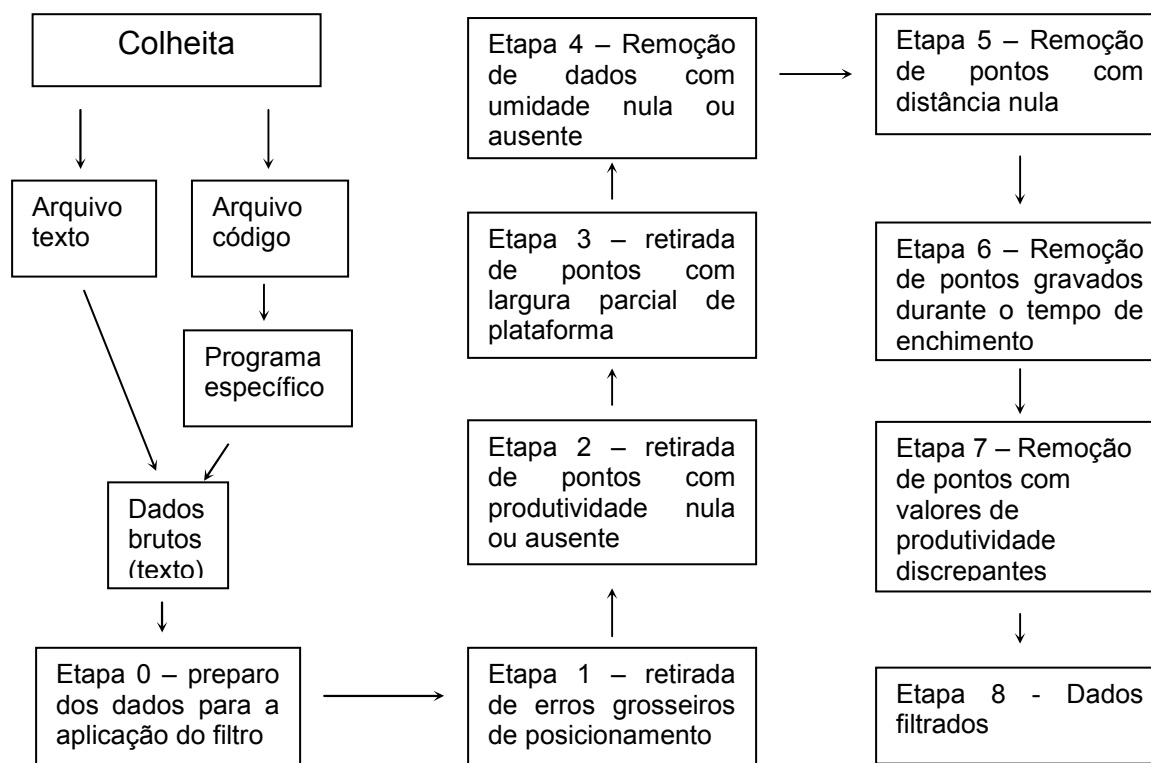 Colheita
Arquivo
texto
Arquivo
código
Programa
específico
Dados
brutos
(texto)
Etapa 0 – preparo
dos dados para a
aplicação do filtro
Etapa 1 – retirada
de erros grosseiros
de posicionamento
Etapa 2 – retirada
de pontos com
produtividade nula
ou ausente
Etapa 3 – retirada
de pontos com
largura parcial de
plataforma
Etapa 4 – Remoção
de dados com
umidade nula ou
ausente
Etapa 5 – Remoção
de pontos com
distância nula
Etapa 6 – Remoção
de pontos gravados
durante o tempo de
enchimento
Etapa 7 – Remoção
de pontos com
valores de
produtividade
discrepantes
Etapa 8 - Dados
filtrados